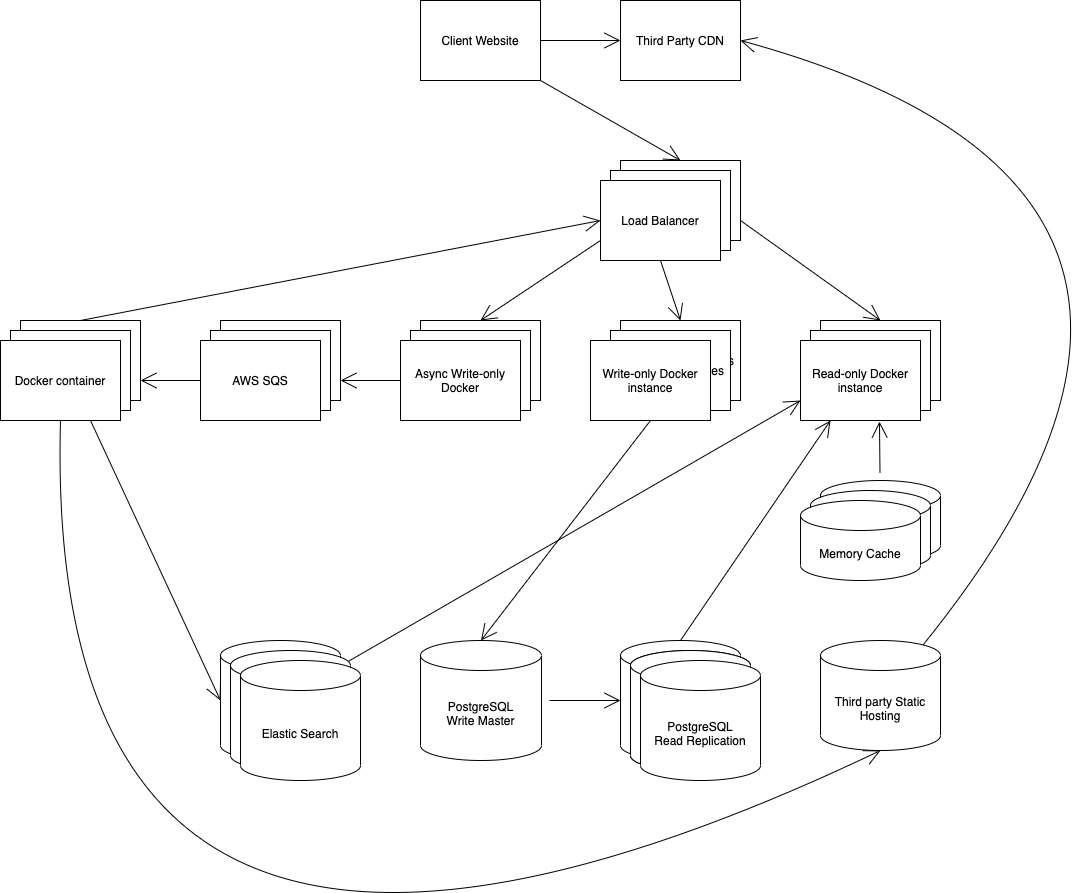 Client Website
Third Party CDN
Load Balancer
Docker container
AWS SQS
Async Write-only
Docker
Write-only Docker
instance
s
es
Read-only Docker
instance
Memory Cache
Elastic Search
PostgreSQL
Write Master
PostgreSQL
Read Replication
Third party Static
Hosting